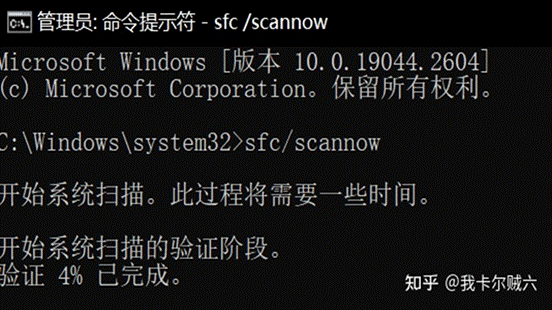 管理员: 命令提示符 - sfc /scannow
Microsoft Windows [版本 10.0.19044.2604]
(c) Microsoft Corporation。保留所有权利。
C:\Windows\system32>sfc/scannow
开始系统扫描。此过程将需要一些时间。
开始系统扫描的验证阶段。
验证 4% 已完成。
知乎 @我卡尔贼六